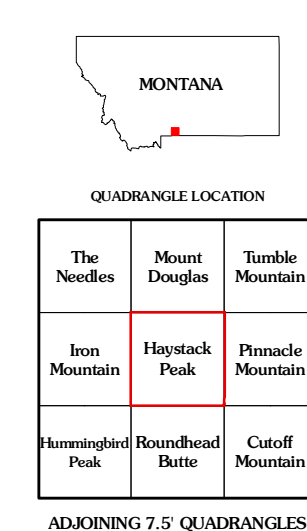 MONTANA
QUADRANGLE LOCATION
The Needles
Mount Douglas
Tumble Mountain
Iron Mountain
Haystack Peak
Pinnacle Mountain
Hummingbird Peak
Roundhead Butte
Cutoff Mountain
ADJOINING 7.5' QUADRANGLES